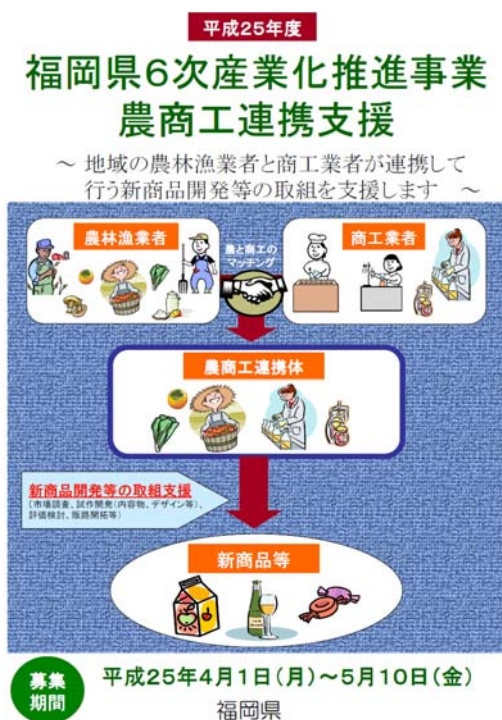 平成25年度
福岡県6次産業化推進事業
農商工連携支援
～ 地域の農林漁業者と商工業者が連携して
行う新商品開発等の取組を支援します ～
農林漁業者
農と商工の
マッチング
商工業者
農商工連携体
新商品開発等の取組支援
（市場調査、試作開発(内容物、デザイン等)、
評価検討、販路開拓等）
新商品等
募集
期間
平成25年4月1日(月)～5月10日(金)
福岡県